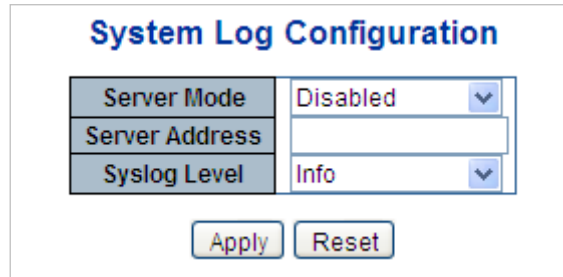 System Log Configuration
Server Mode Disabled
Server Address
Syslog Level Info
Apply Reset